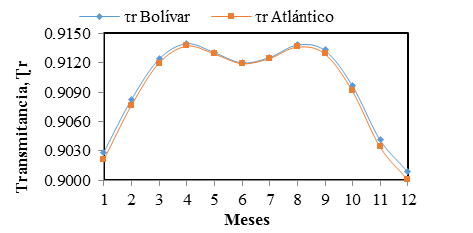 τr Bolívar τr Atlántico
0.9150
0.9120
0.9090
0.9060
0.9030
0.9000
Transmitancia, Ʈr
1 2 3 4 5 6 7 8 9 10 11 12
Meses